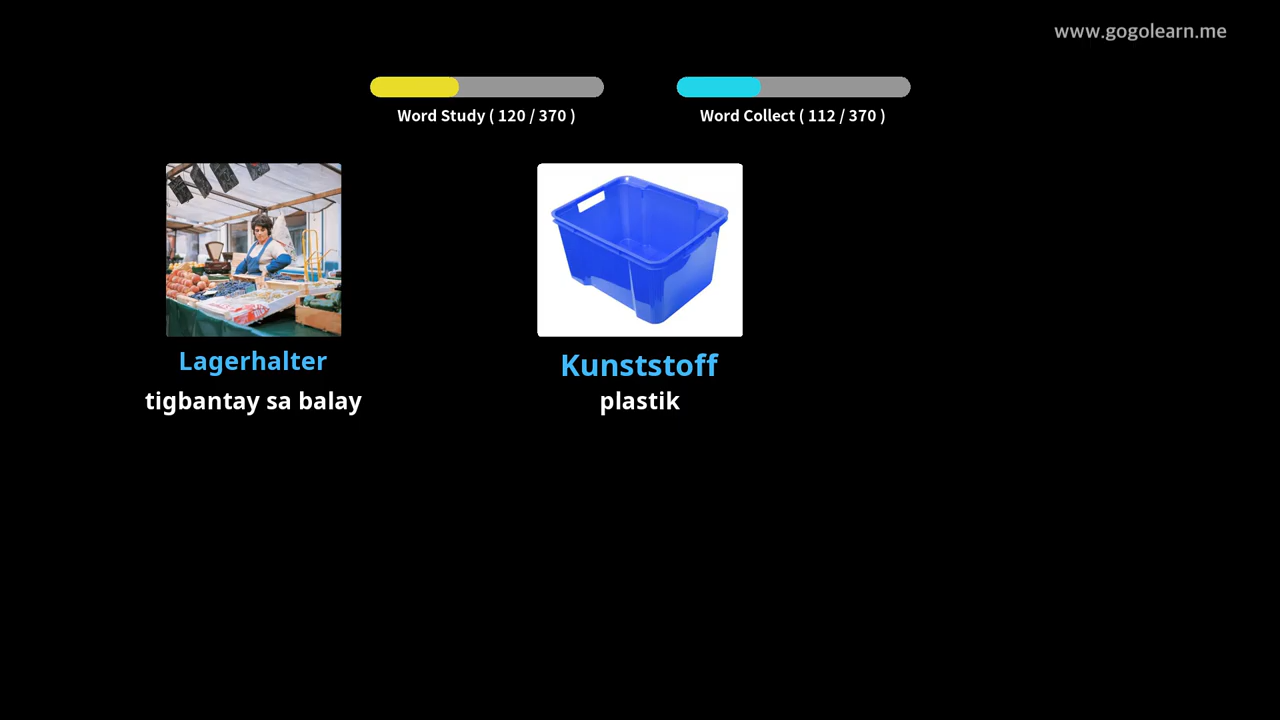 www.gogolearn.me
Word Study ( 120 / 370 )
Word Collect ( 112 / 370 )
Lagerhalter
tigbantay sa balay
Kunststoff
plastik